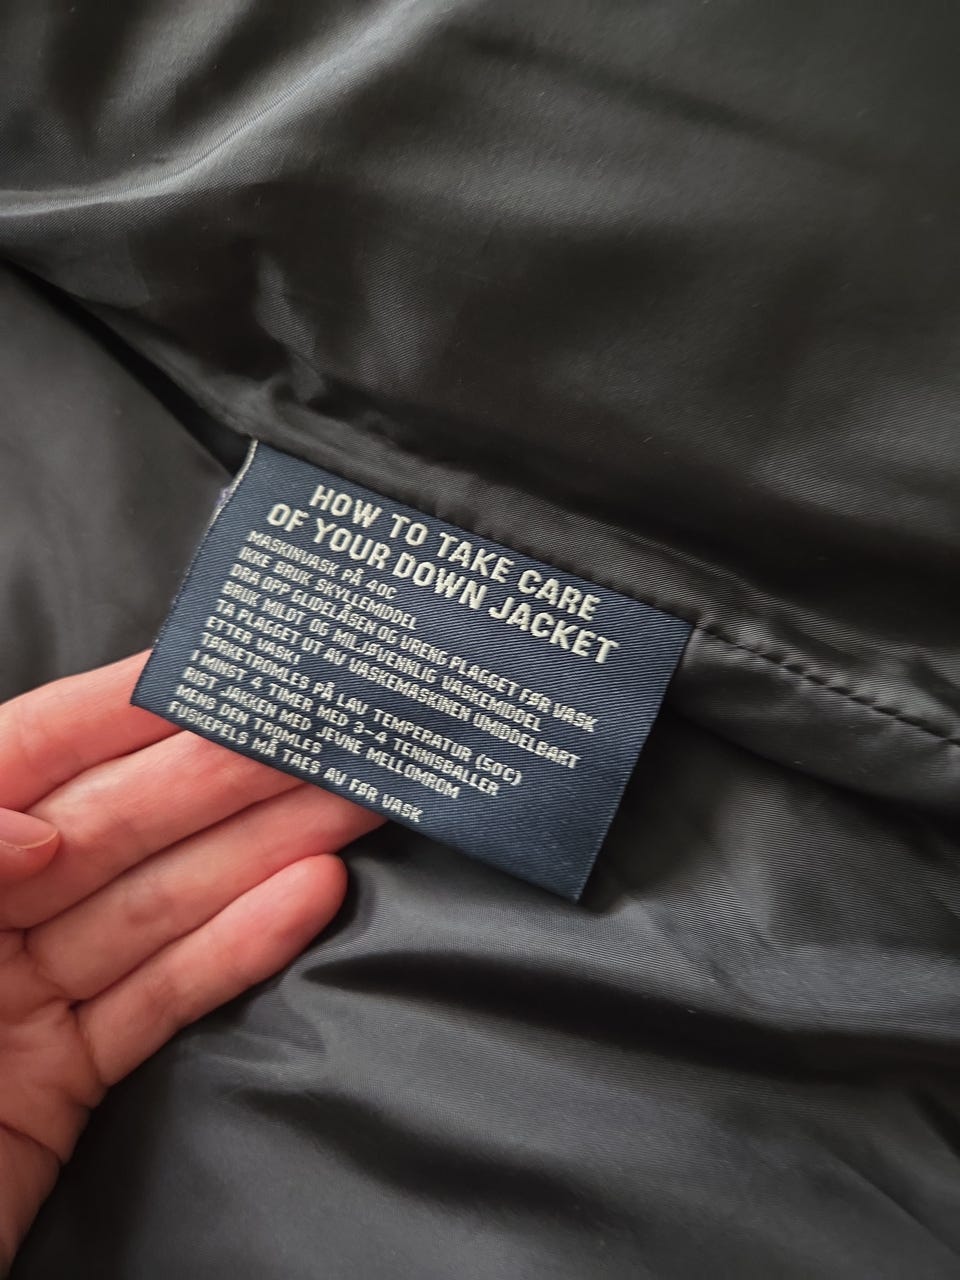 HOW TO TAKE CARE
OF YOUR DOWN JACKET
MASKINVASK PÅ 40C
IKKE BRUK SKYLLEMIDDEL
DRA OPP GLIDELÅSEN OG VRENG PLAGGET FØR VASK
BRUK MILDT OG MILJØVENNLIG VASKEMIDDEL
TA PLAGGET UT AV VASKEMASKINEN UMIDDELBART
ETTER VASK!
TØRKETROMLES PÅ LAV TEMPERATUR (50C)
I MINST 4 TIMER MED 3-4 TENNISBALLER
RIST JAKKEN MED JEVNE MELLOMROM
MENS DEN TROMLES
FUSKEPELS MÅ TAES AV FØR VASK